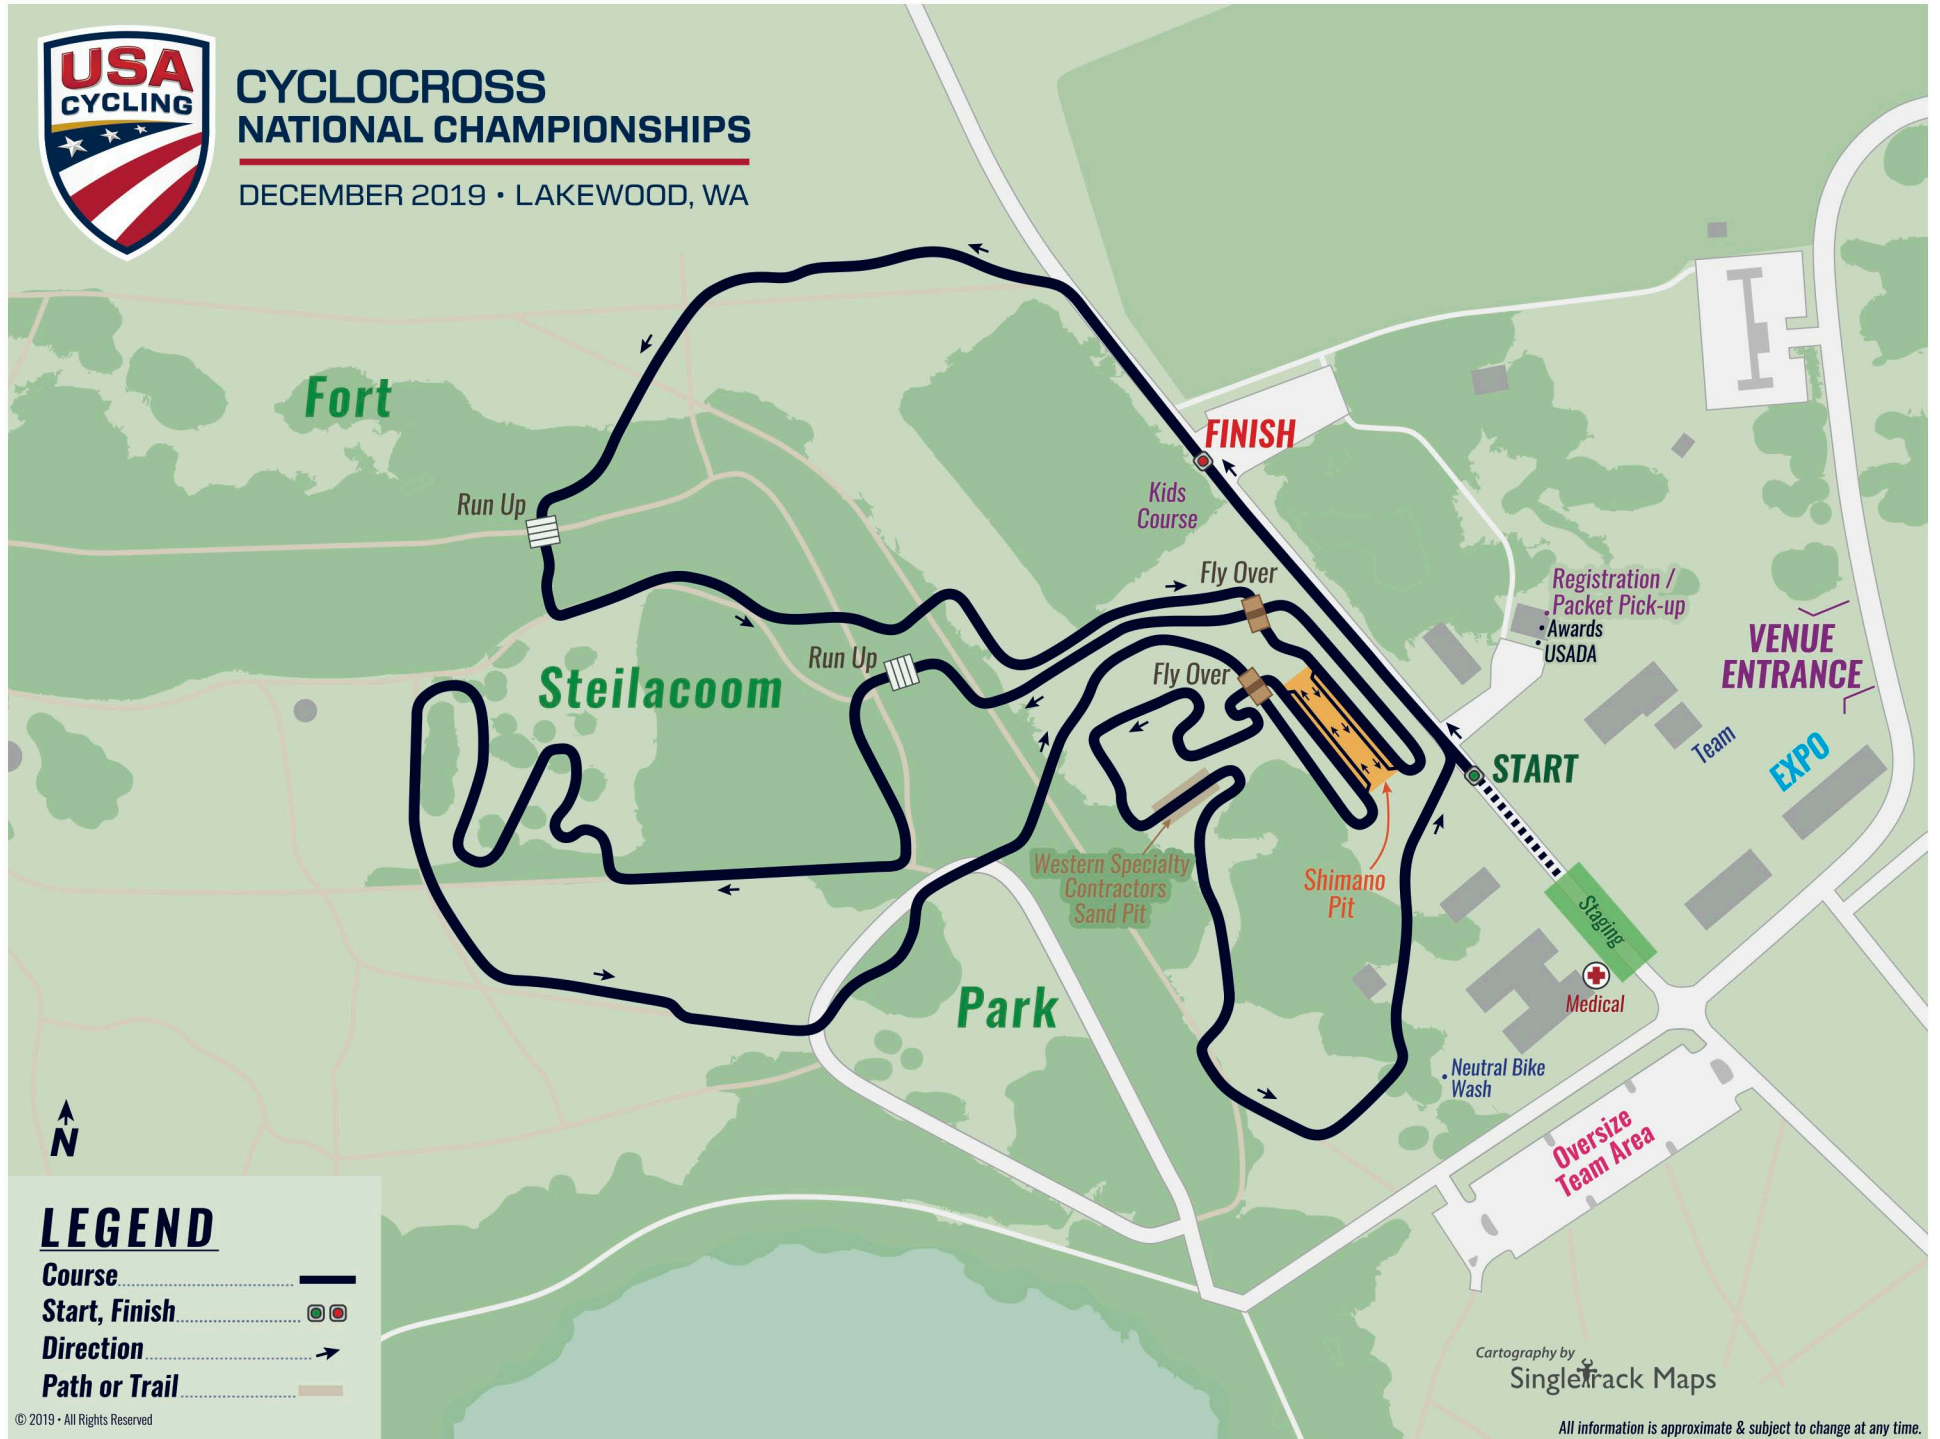 USA
CYCLING
CYCLOCROSS
NATIONAL CHAMPIONSHIPS
DECEMBER 2019 • LAKEWOOD, WA
Fort
Steilacoom
Park
Run Up
Run Up
FINISH
Kids
Course
Fly Over
Fly Over
Registration /
Packet Pick-up
Awards
USADA
VENUE
ENTRANCE
Team
EXPO
START
Western Specialty
Contractors
Sand Pit
Shimano
Pit
Staging
Medical
Neutral Bike
Wash
Oversize
Team Area
N
LEGEND
Course
Start, Finish
Direction
Path or Trail
© 2019 • All Rights Reserved
Cartography by
Singletrack Maps
All information is approximate & subject to change at any time.